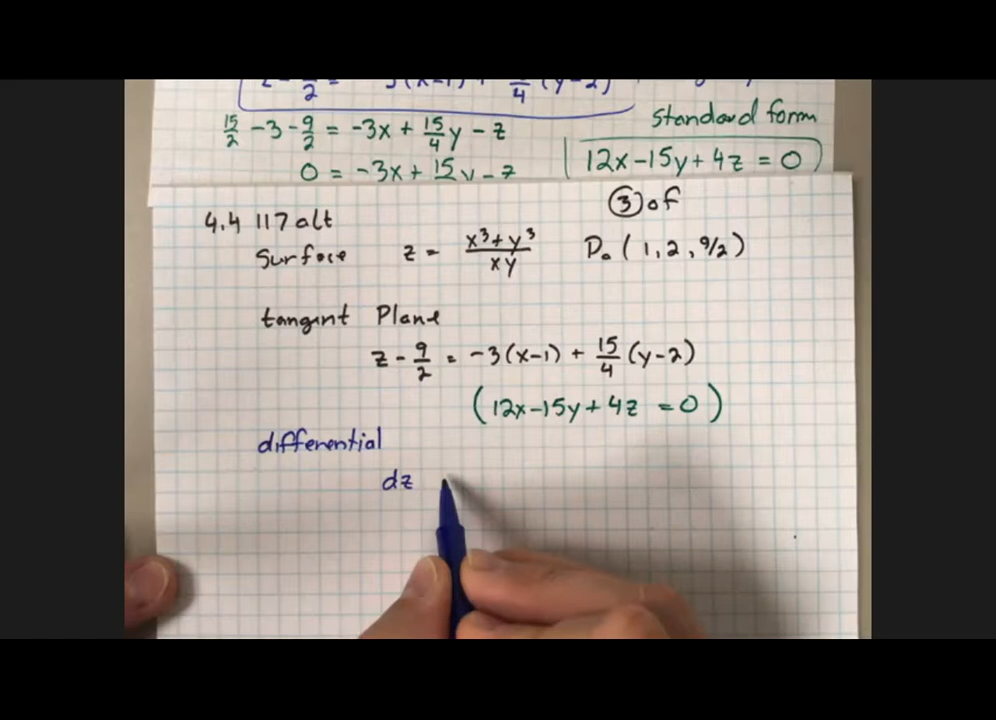 15/2 - 3 - 9/2 = -3x + 15/4 y - z
standard form
12x - 15y + 4z = 0
0 = -3x + 15y - z
4.4 117 alt
③ of
Surface z = (x³ + y³)/(xy) P₀ (1, 2, 9/2)
tangent Plane
z - 9/2 = -3(x-1) + 15/4 (y-2)
(12x - 15y + 4z = 0)
differential
dz